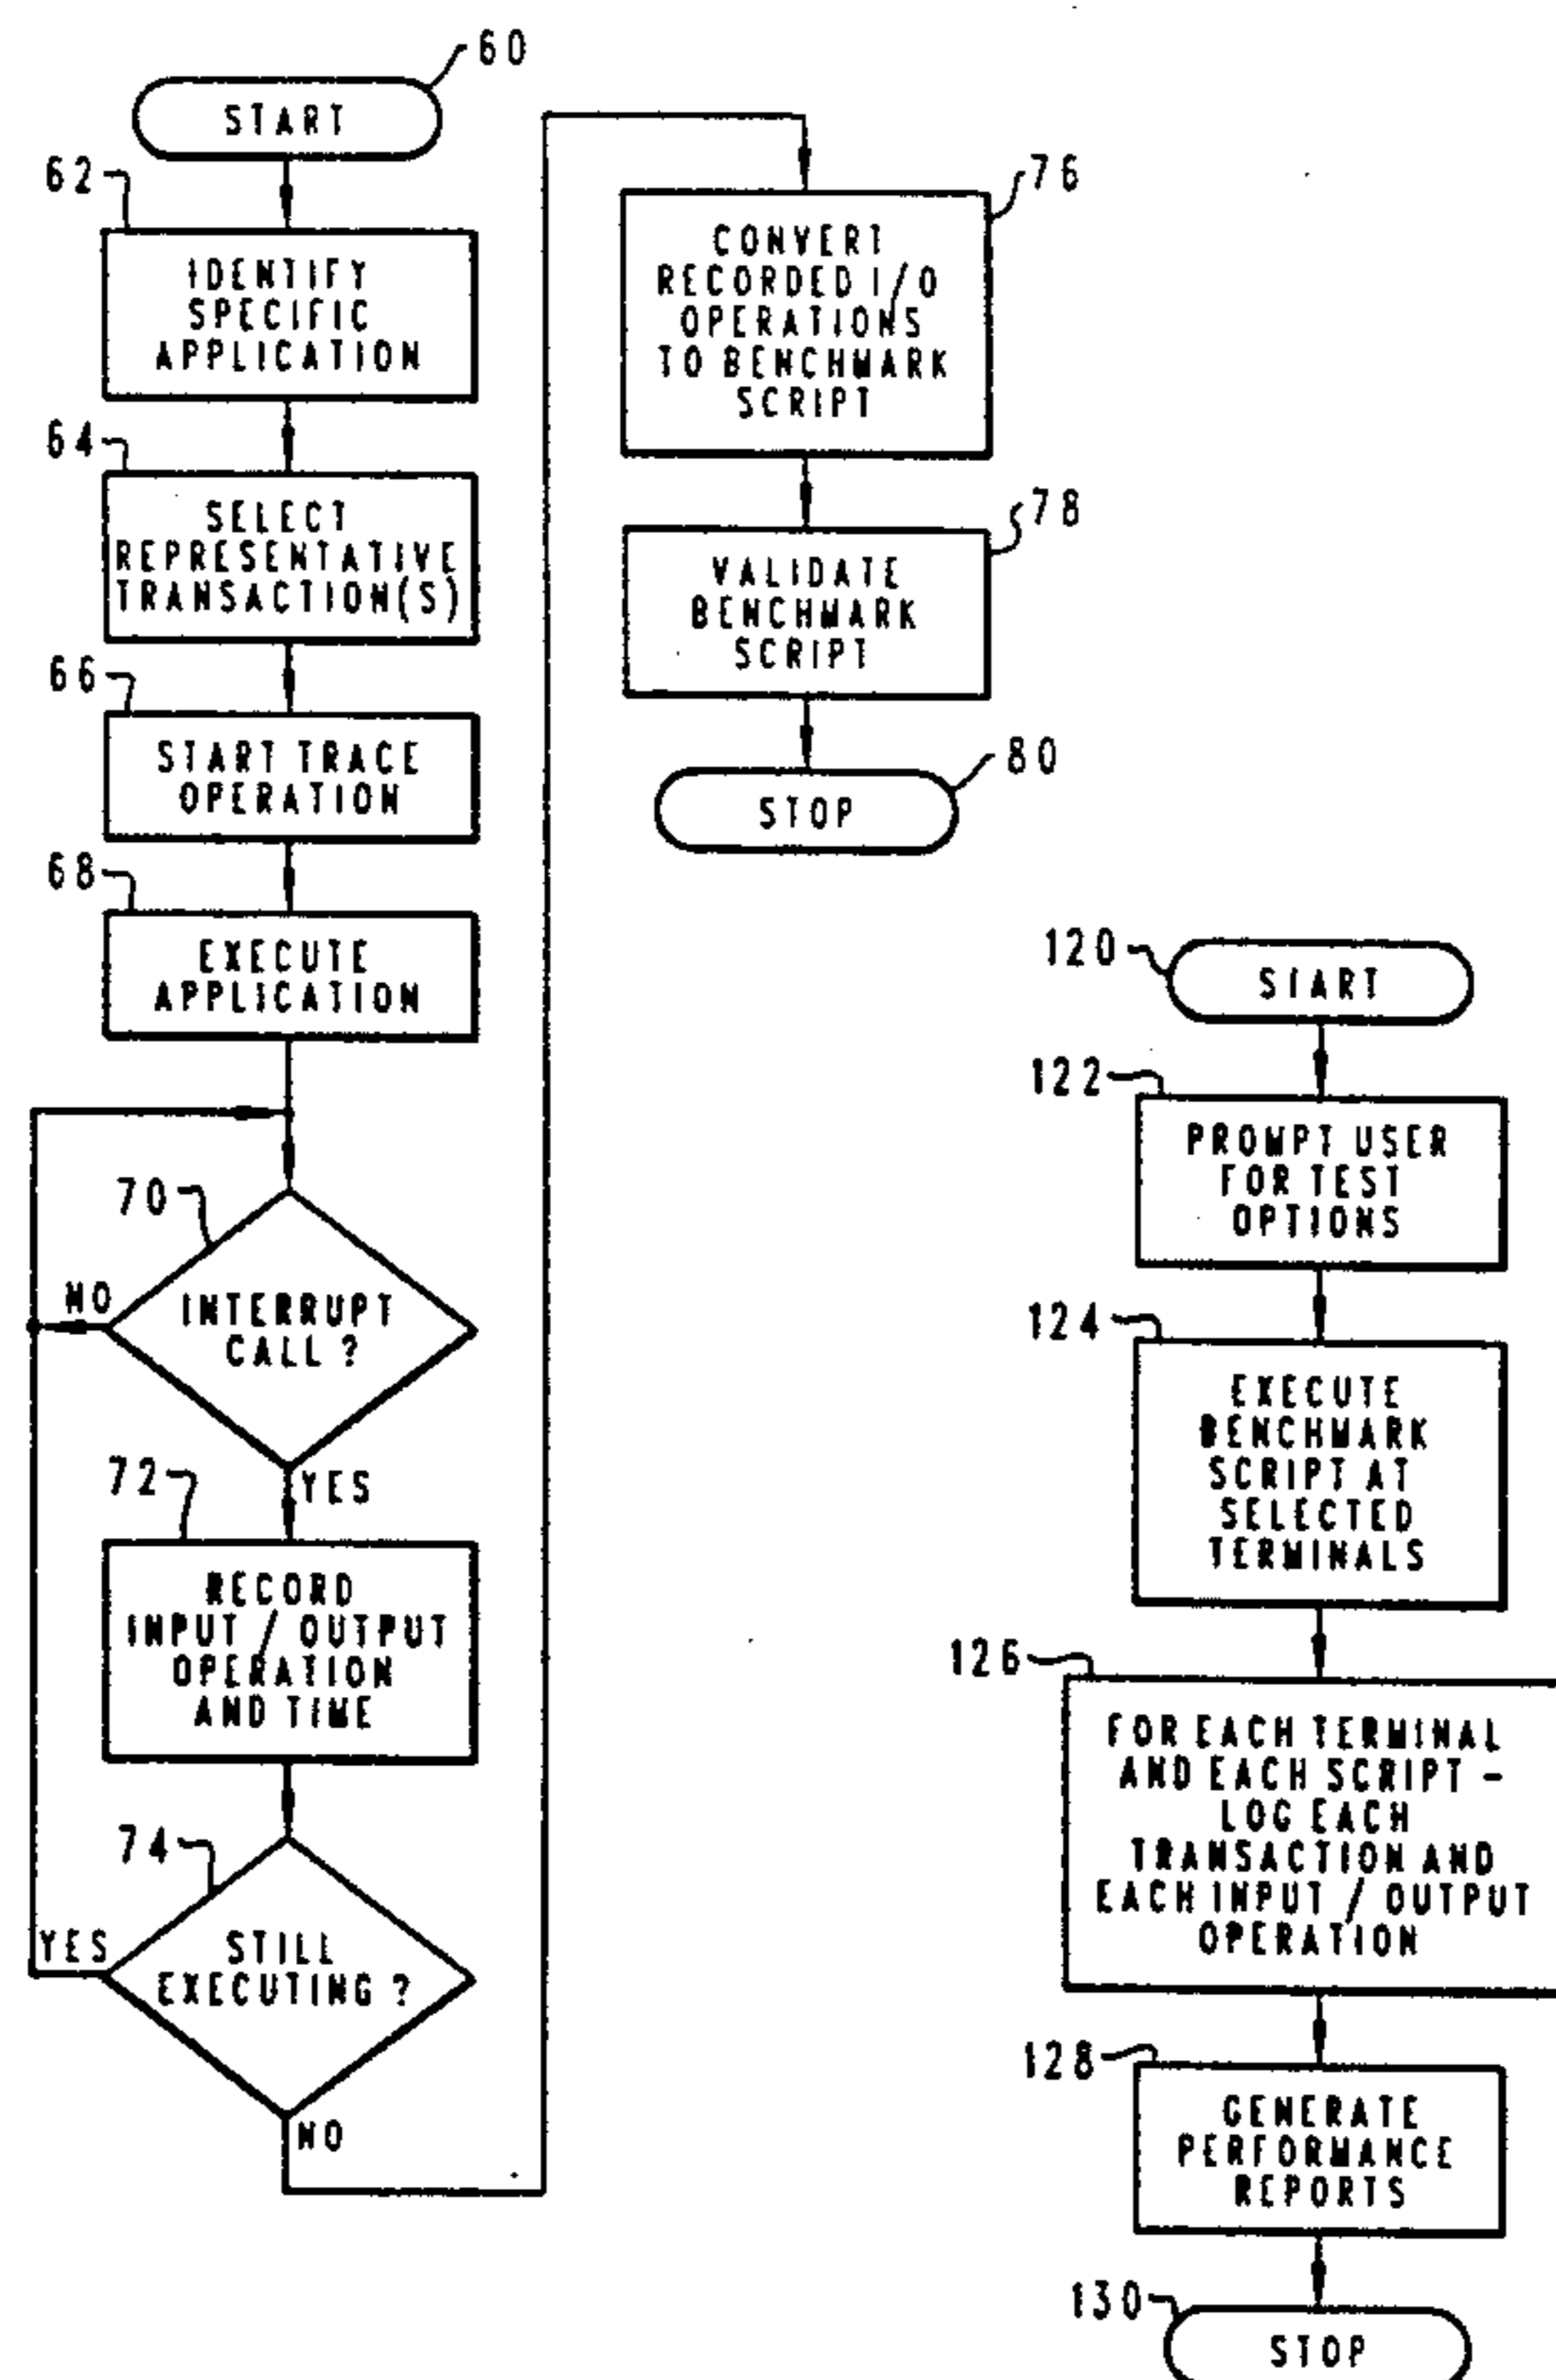 60
START
62
IDENTIFY
SPECIFIC
APPLICATION
64
SELECT
REPRESENTATIVE
TRANSACTION(S)
66
START TRACE
OPERATION
68
EXECUTE
APPLICATION
70
NO
INTERRUPT
CALL ?
YES
72
RECORD
INPUT / OUTPUT
OPERATION
AND TIME
74
YES
STILL
EXECUTING ?
NO
76
CONVERT
RECORDED I/O
OPERATIONS
TO BENCHMARK
SCRIPT
78
VALIDATE
BENCHMARK
SCRIPT
80
STOP
120
START
122
PROMPT USER
FOR TEST
OPTIONS
124
EXECUTE
BENCHMARK
SCRIPT AT
SELECTED
TERMINALS
126
FOR EACH TERMINAL
AND EACH SCRIPT -
LOG EACH
TRANSACTION AND
EACH INPUT / OUTPUT
OPERATION
128
GENERATE
PERFORMANCE
REPORTS
130
STOP